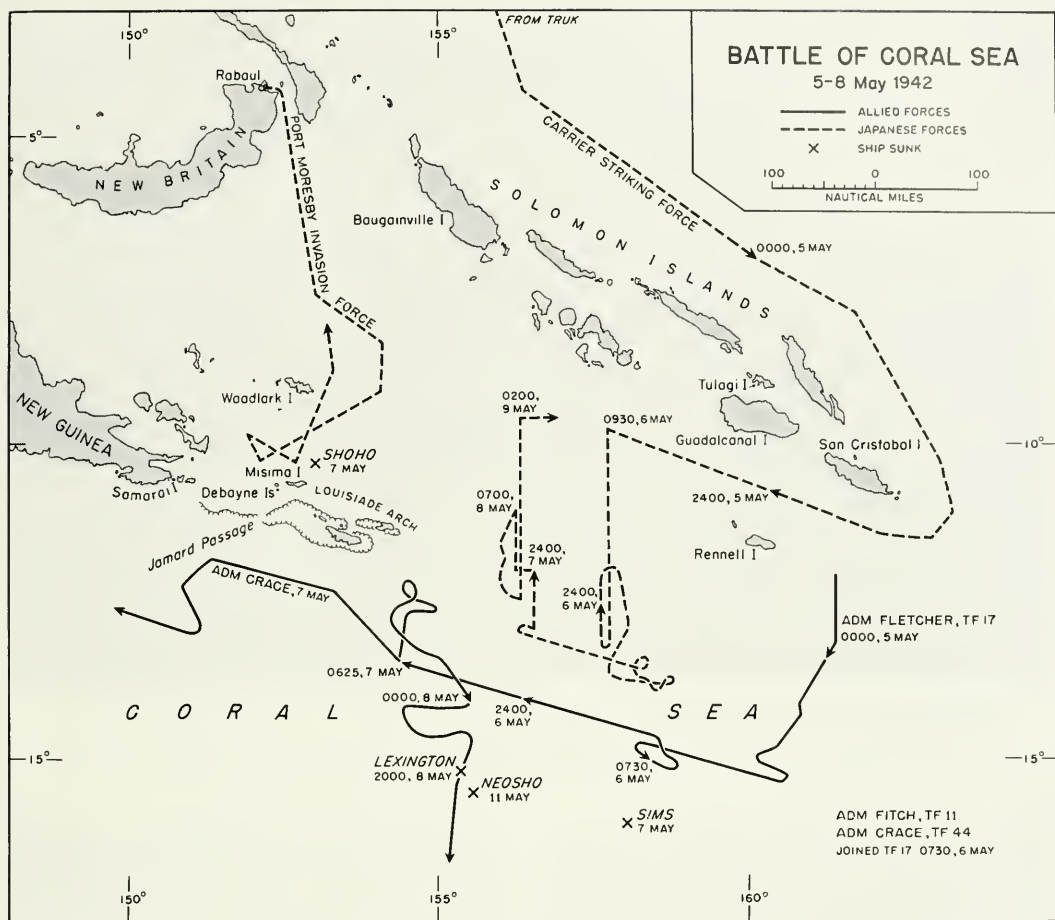 150°
155°
FROM TRUK
BATTLE OF CORAL SEA
5-8 May 1942
ALLIED FORCES
JAPANESE FORCES
SHIP SUNK
100 0 100
NAUTICAL MILES
Rabaul
5°
NEW BRITAIN
PORT MORESBY INVASION
FORCE
CARRIER STRIKING FORCE
0000, 5 MAY
Baugainville I
SOLOMON ISLANDS
Woodlark I
NEW GUINEA
Tulagi I
0200,
9 MAY
0930, 6 MAY
Guadalcanal I
San Cristobal I
10°
SHOHO
7 MAY
Misima I
Samarai I
Debayne Is
LOUISIADE ARCH
2400, 5 MAY
0700,
8 MAY
Jomard Passage
2400,
7 MAY
Rennell I
2400,
6 MAY
ADM CRACE, 7 MAY
ADM FLETCHER, TF 17
0000, 5 MAY
0625, 7 MAY
0000, 8 MAY
2400,
6 MAY
CORAL SEA
15°
15°
LEXINGTON
2000, 8 MAY
NEOSHO
11 MAY
0730,
6 MAY
SIMS
7 MAY
ADM FITCH, TF 11
ADM CRACE, TF 44
JOINED TF 17 0730, 6 MAY
150°
155°
160°